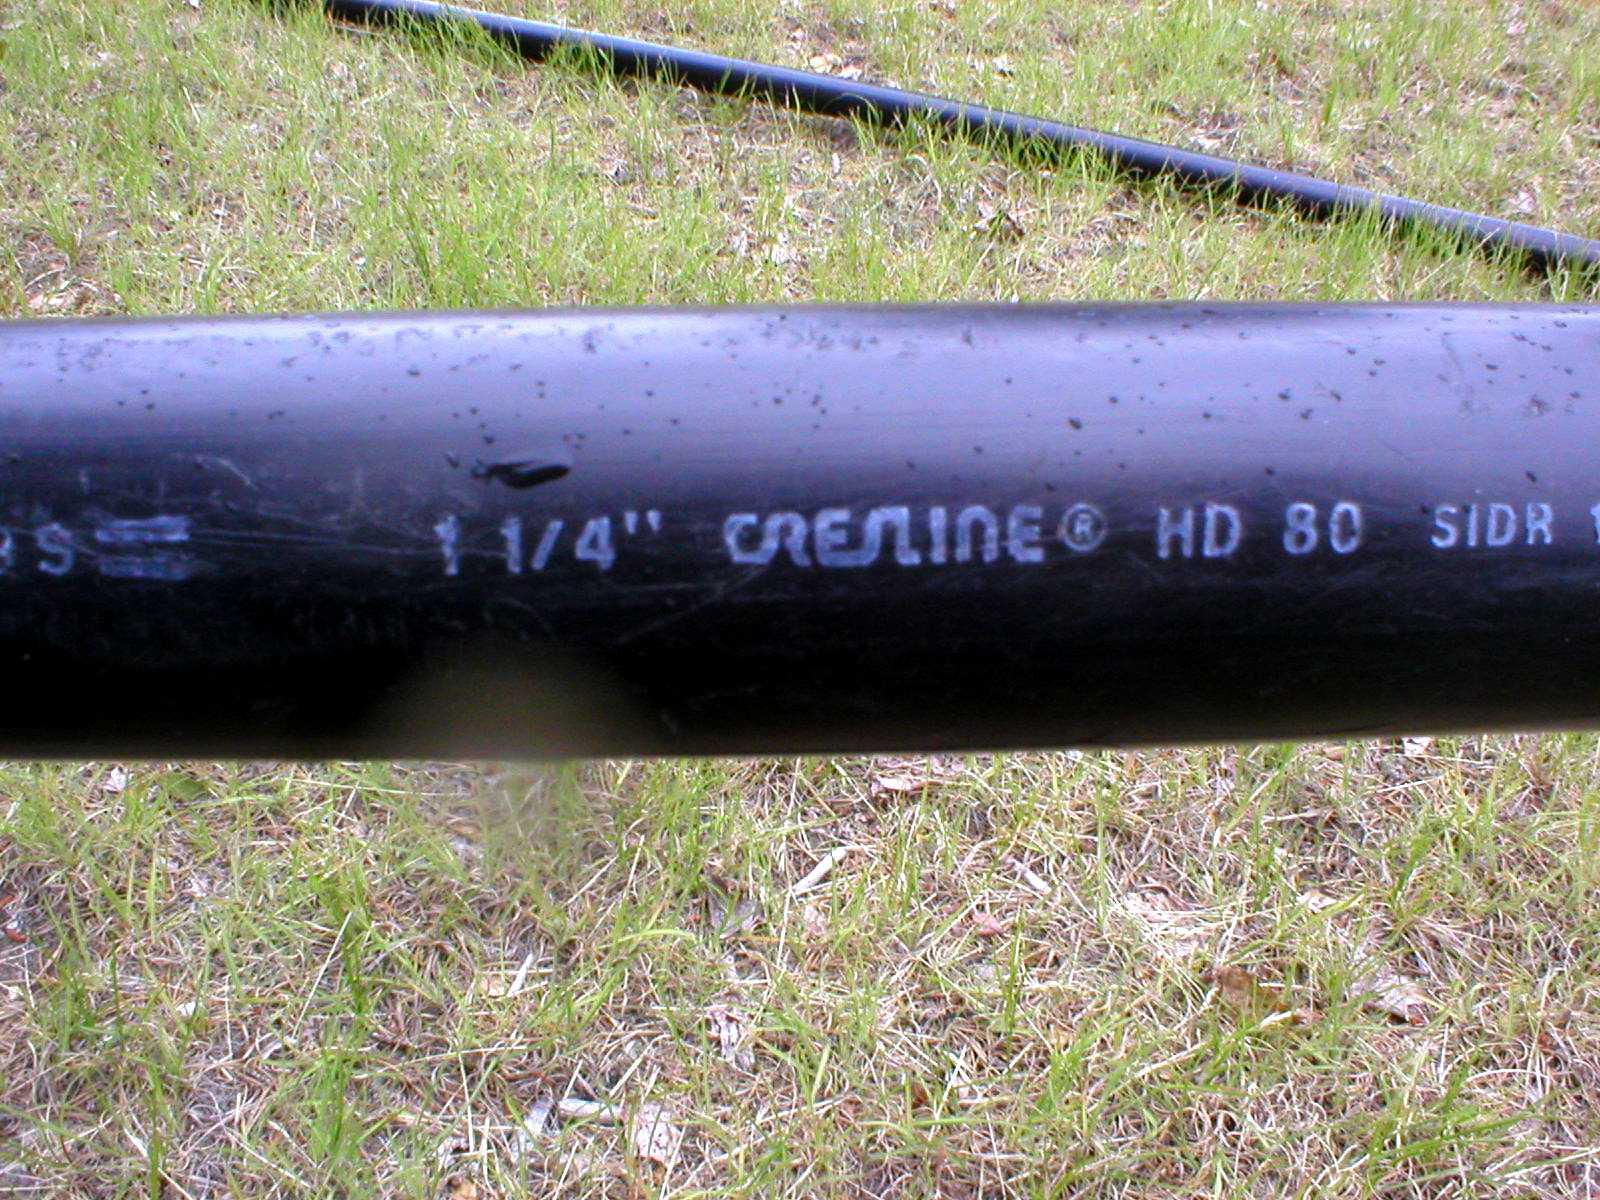 1 1/4" CRESLINE® HD 80 SIDR